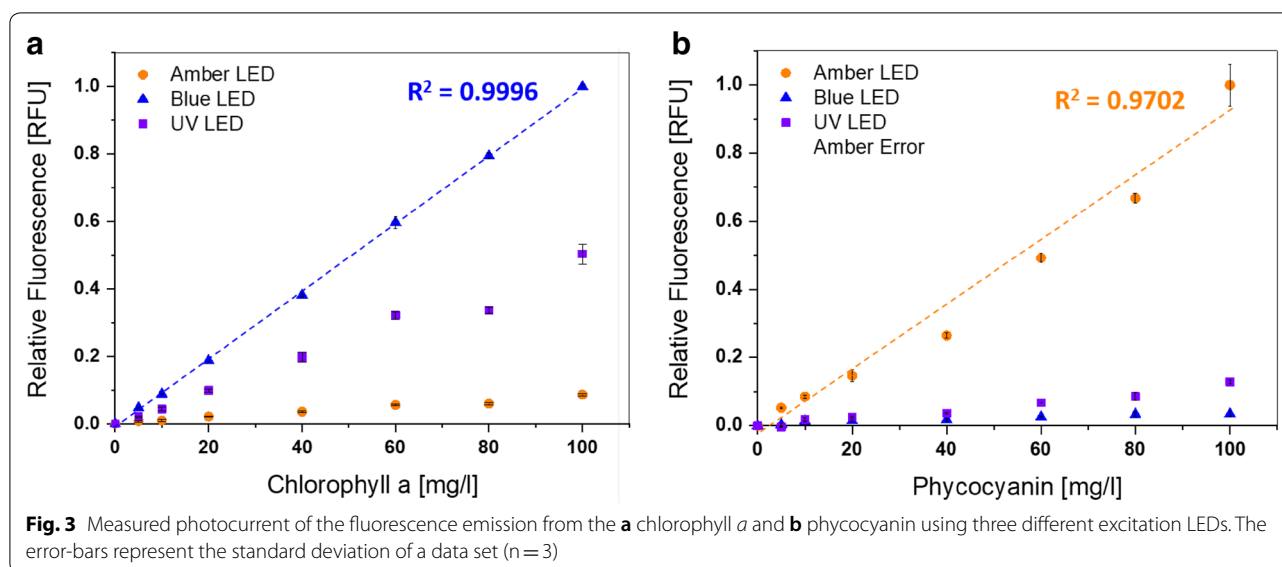 a
Amber LED
Blue LED
UV LED
R² = 0.9996
Relative Fluorescence [RFU]
1.0
0.8
0.6
0.4
0.2
0.0
0 20 40 60 80 100
Chlorophyll a [mg/l]
b
Amber LED
Blue LED
UV LED
Amber Error
R² = 0.9702
Relative Fluorescence [RFU]
1.0
0.8
0.6
0.4
0.2
0.0
0 20 40 60 80 100
Phycocyanin [mg/l]
Fig. 3 Measured photocurrent of the fluorescence emission from the a chlorophyll a and b phycocyanin using three different excitation LEDs. The
error-bars represent the standard deviation of a data set (n = 3)